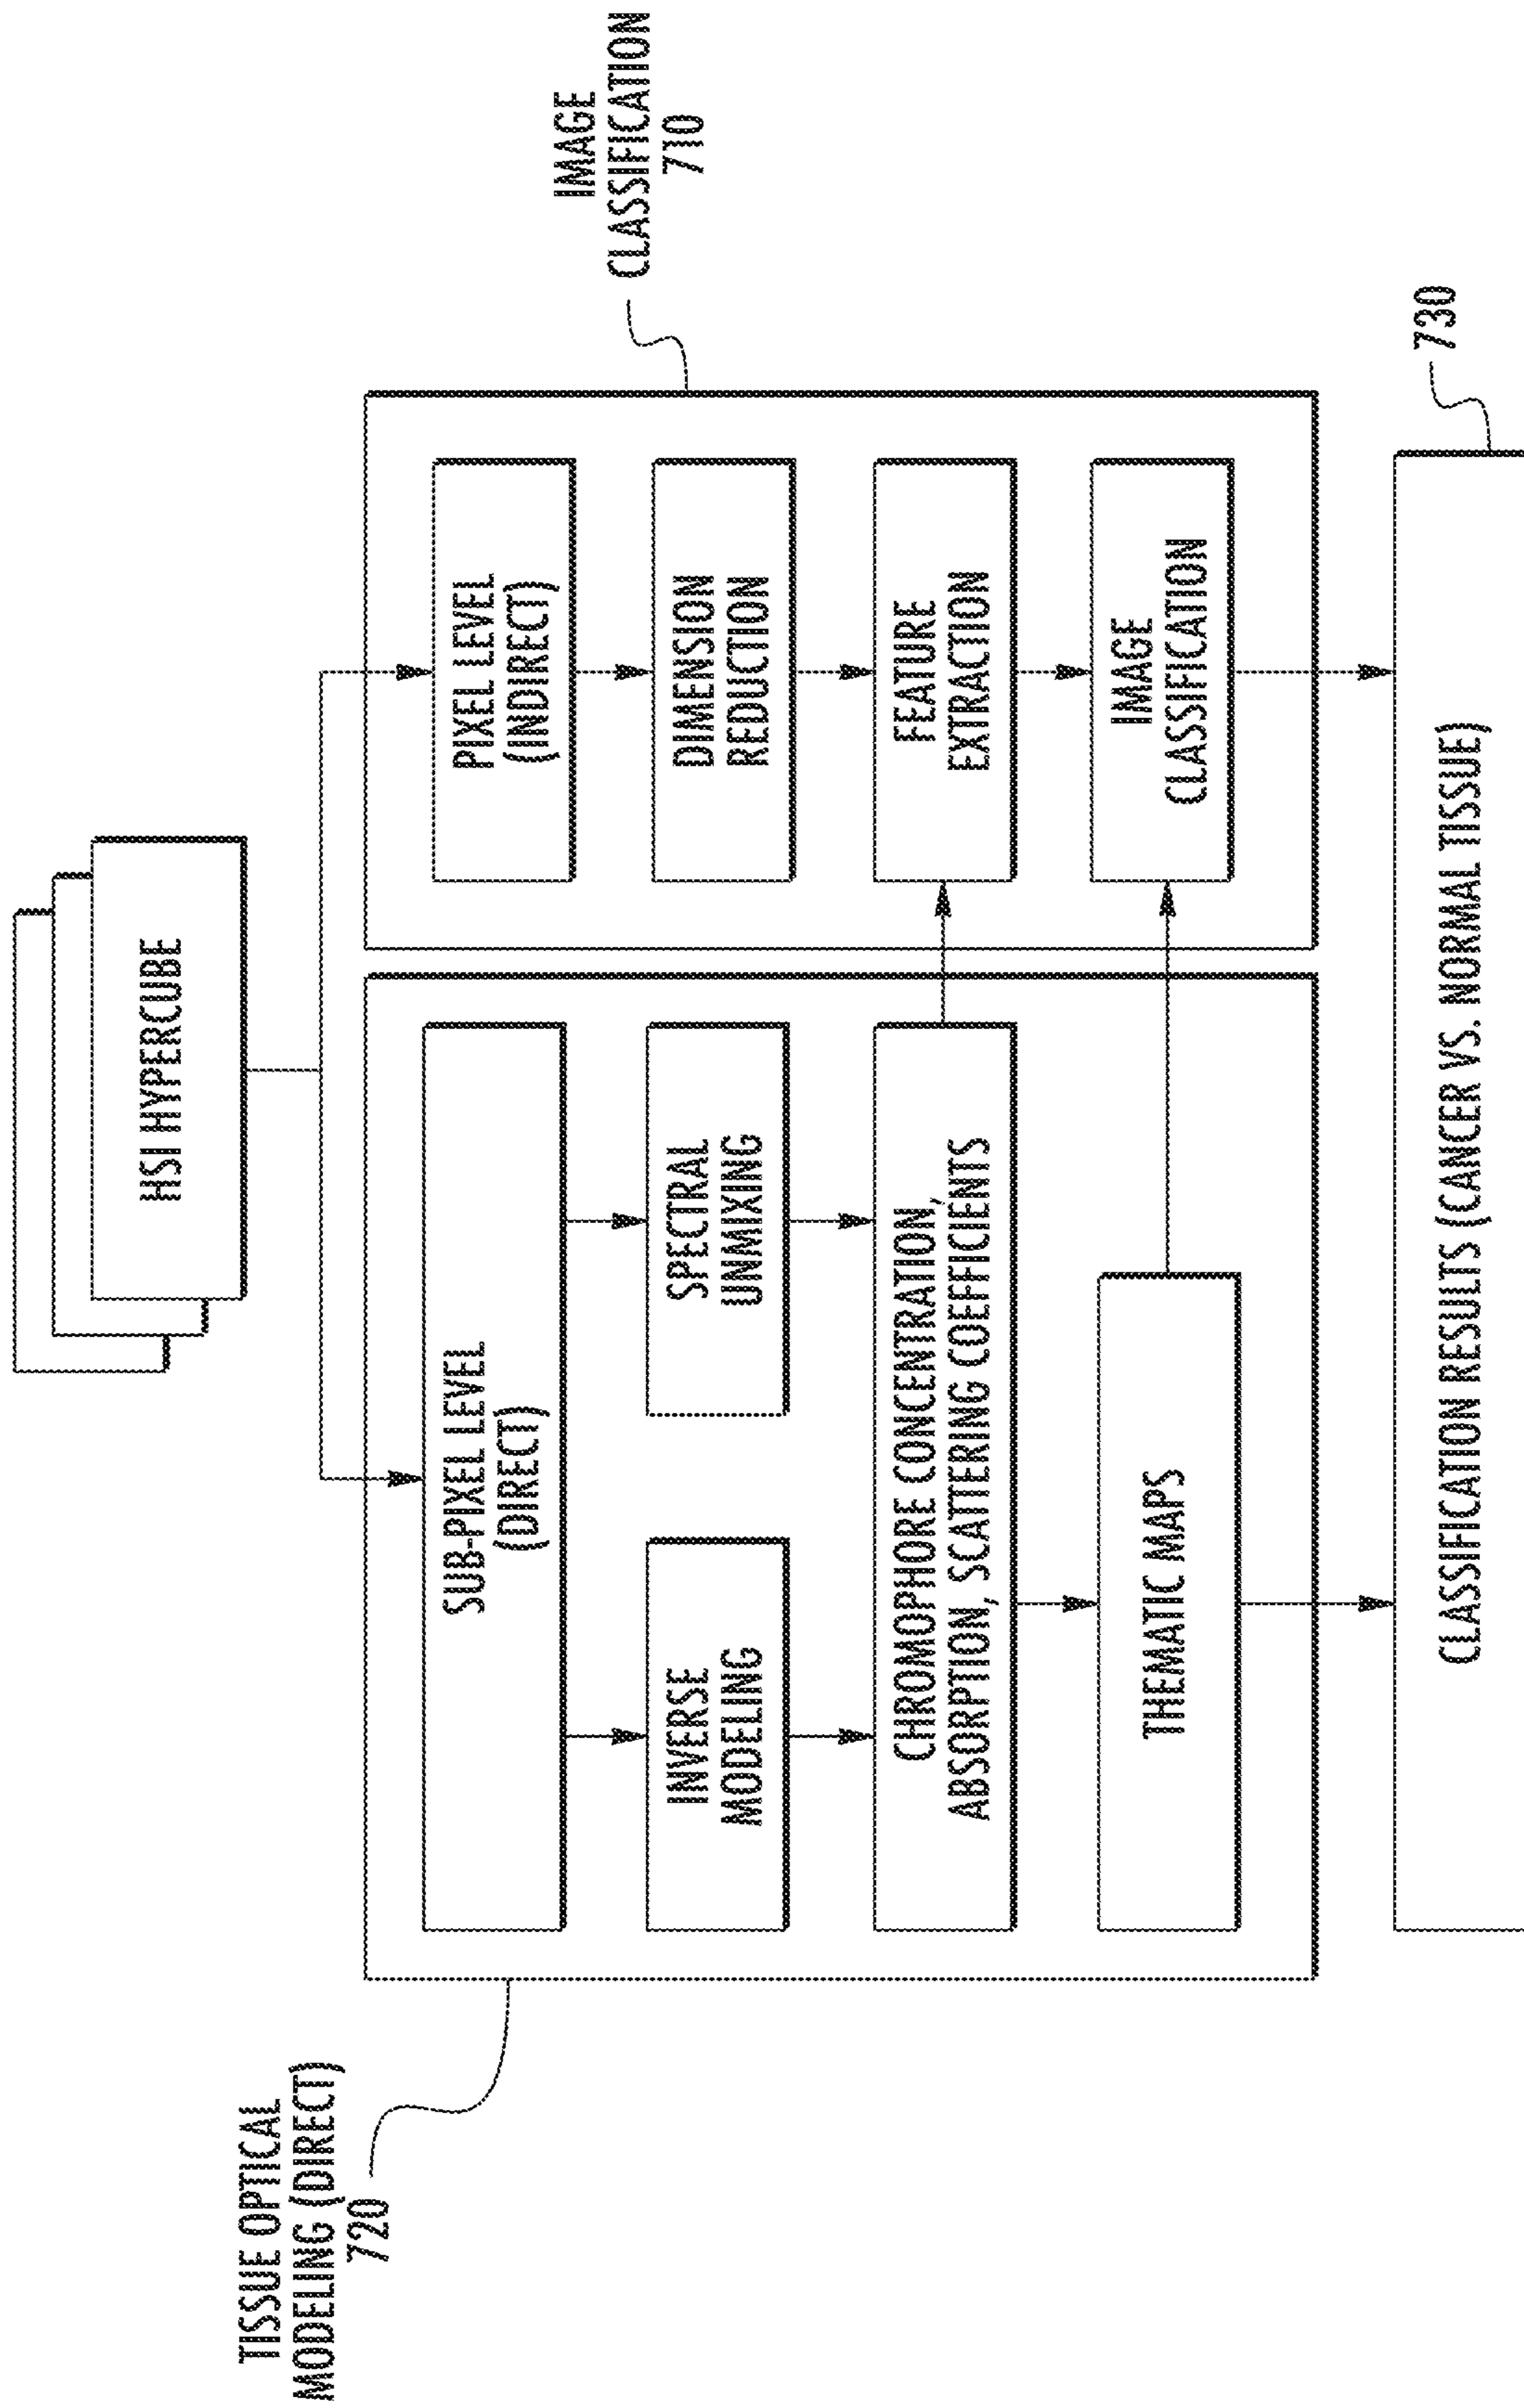 HSI HYPERCUBE
TISSUE OPTICAL
MODELING (DIRECT)
720
SUB-PIXEL LEVEL
(DIRECT)
INVERSE
MODELING
SPECTRAL
UNMIXING
CHROMOPHORE CONCENTRATION,
ABSORPTION, SCATTERING COEFFICIENTS
THEMATIC MAPS
IMAGE
CLASSIFICATION
710
PIXEL LEVEL
(INDIRECT)
DIMENSION
REDUCTION
FEATURE
EXTRACTION
IMAGE
CLASSIFICATION
730
CLASSIFICATION RESULTS (CANCER VS. NORMAL TISSUE)